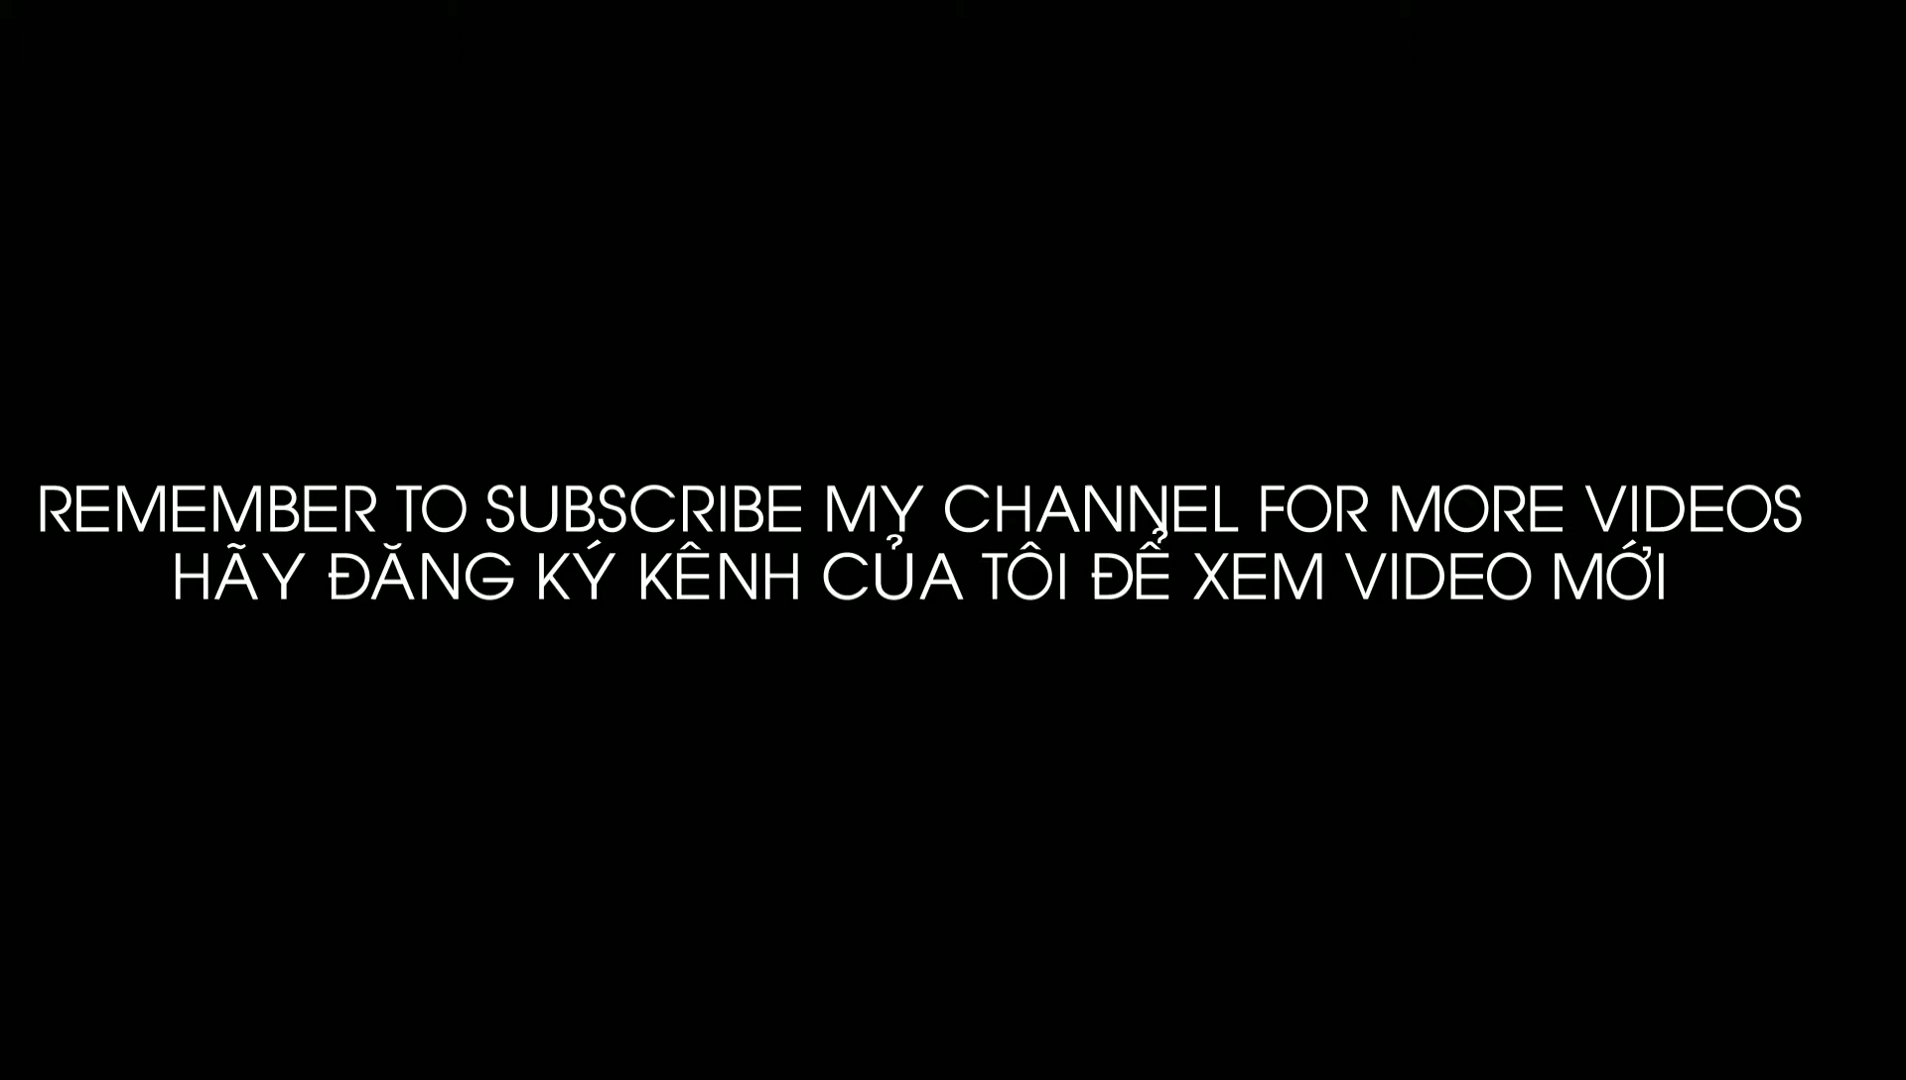 REMEMBER TO SUBSCRIBE MY CHANNEL FOR MORE VIDEOS
HÃY ĐĂNG KÝ KÊNH CỦA TÔI ĐỂ XEM VIDEO MỚI